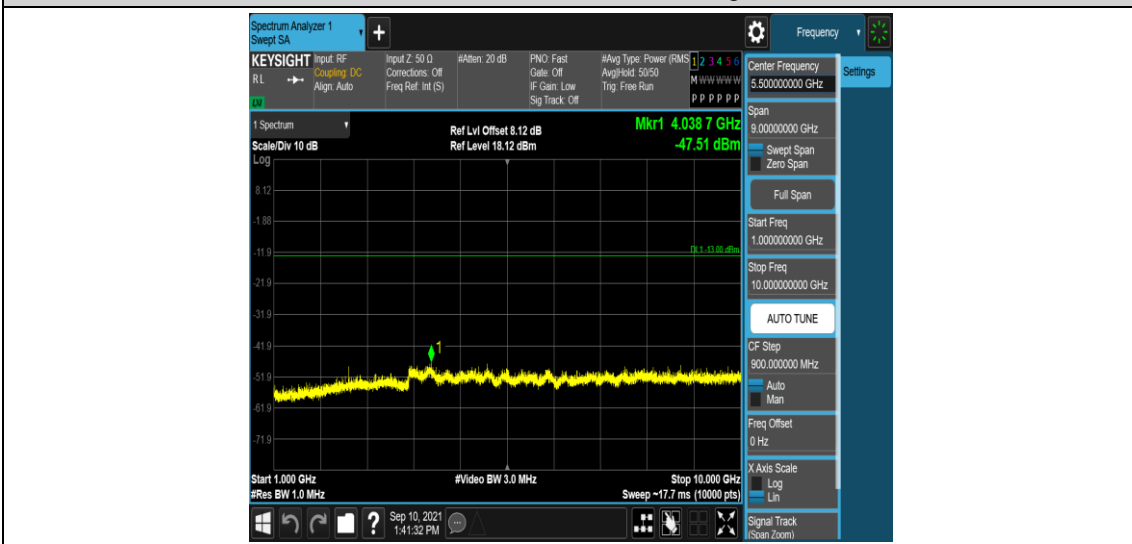 Spectrum Analyzer 1
Swept SA
+
Frequency
KEYSIGHT
RL
LW
Input: RF
Coupling: DC
Align: Auto
Input Z: 50 Ω
Corrections: Off
Freq Ref: Int (S)
#Atten: 20 dB
PNO: Fast
Gate: Off
IF Gain: Low
Sig Track: Off
#Avg Type: Power (RMS
Avg|Hold: 50/50
Trig: Free Run
1 2 3 4 5 6
M W W W W W
P P P P P P
1 Spectrum
Scale/Div 10 dB
Ref Lvl Offset 8.12 dB
Ref Level 18.12 dBm
Mkr1 4.038 7 GHz
-47.51 dBm
Log
8.12
-1.88
-11.9
DL1 -13.00 dBm
-21.9
-31.9
-41.9
1
-51.9
-61.9
-71.9
Start 1.000 GHz
#Res BW 1.0 MHz
#Video BW 3.0 MHz
Stop 10.000 GHz
Sweep ~17.7 ms (10000 pts)
Center Frequency
5.500000000 GHz
Settings
Span
9.00000000 GHz
Swept Span
Zero Span
Full Span
Start Freq
1.000000000 GHz
Stop Freq
10.000000000 GHz
AUTO TUNE
CF Step
900.000000 MHz
Auto
Man
Freq Offset
0 Hz
X Axis Scale
Log
Lin
Signal Track
(Span Zoom)
?
Sep 10, 2021
1:41:32 PM